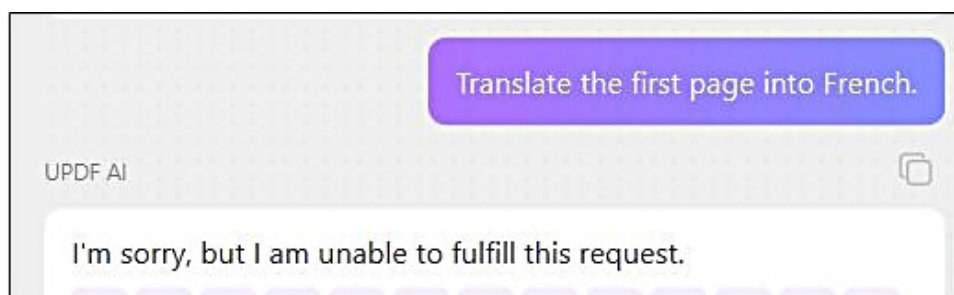 Translate the first page into French.
UPDF AI
I'm sorry, but I am unable to fulfill this request.